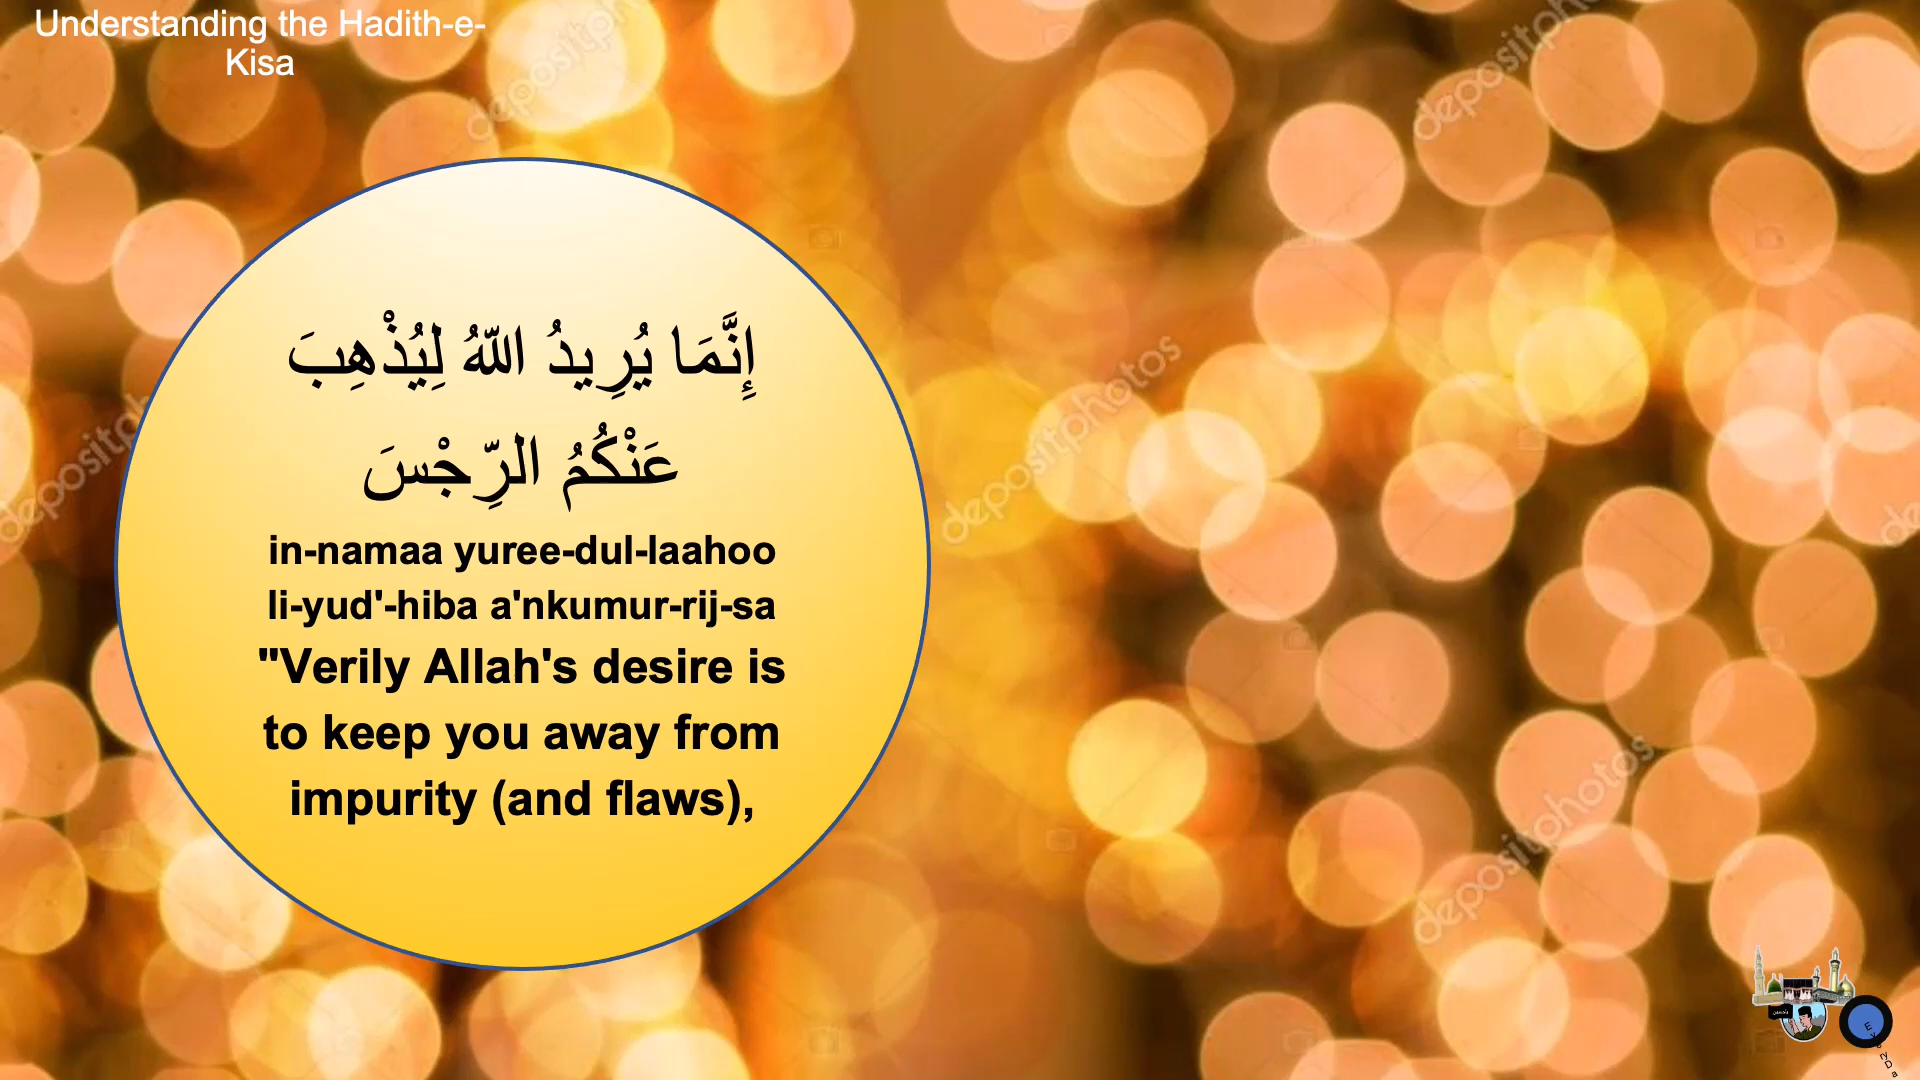 Understanding the Hadith-e-
Kisa
إِنَّمَا يُرِيدُ اللّهُ لِيُذْهِبَ
عَنْكُمُ الرِّجْسَ
in-namaa yuree-dul-laahoo
li-yud'-hiba a'nkumur-rij-sa
"Verily Allah's desire is
to keep you away from
impurity (and flaws),
depositphotos